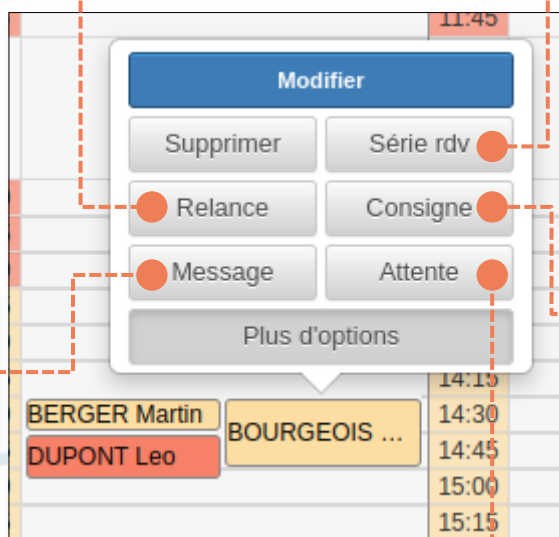 11:45
Modifier
Supprimer
Série rdv
Relance
Consigne
Message
Attente
Plus d'options
14:15
BERGER Martin
BOURGEOIS ...
14:30
DUPONT Leo
14:45
15:00
15:15